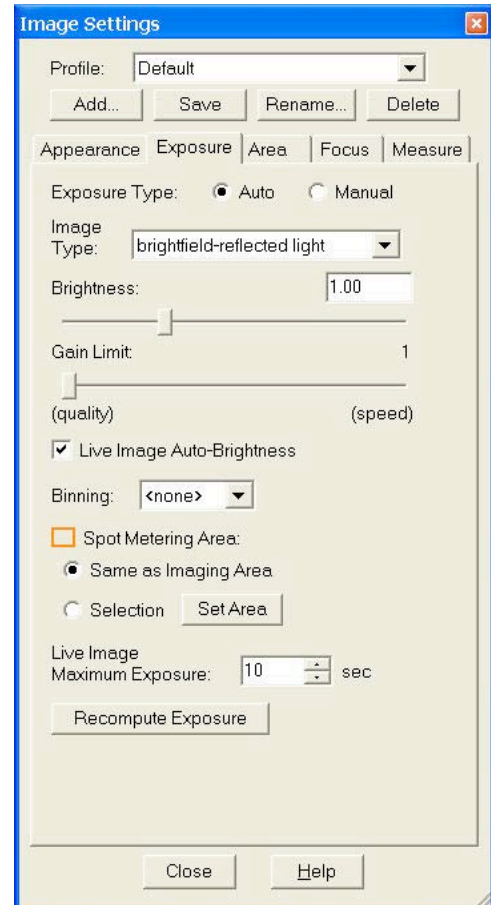 Image Settings
Profile: Default
Add... Save Rename... Delete
Appearance Exposure Area Focus Measure
Exposure Type: Auto Manual
Image
Type: brightfield-reflected light
Brightness: 1.00
Gain Limit: 1
(quality) (speed)
Live Image Auto-Brightness
Binning: <none>
Spot Metering Area:
Same as Imaging Area
Selection Set Area
Live Image
Maximum Exposure: 10 sec
Recompute Exposure
Close Help